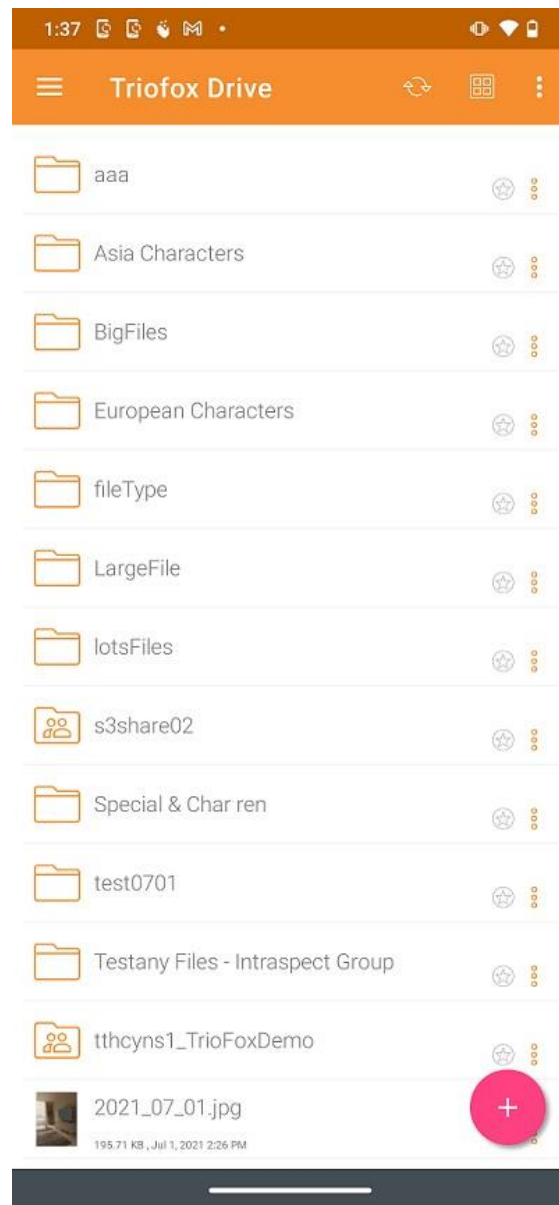 1:37
Triofox Drive
aaa
Asia Characters
BigFiles
European Characters
fileType
LargeFile
lotsFiles
s3share02
Special & Char ren
test0701
Testany Files - Intraspect Group
tthcyns1_TrioFoxDemo
2021_07_01.jpg
195.71 KB , Jul 1, 2021 2:26 PM